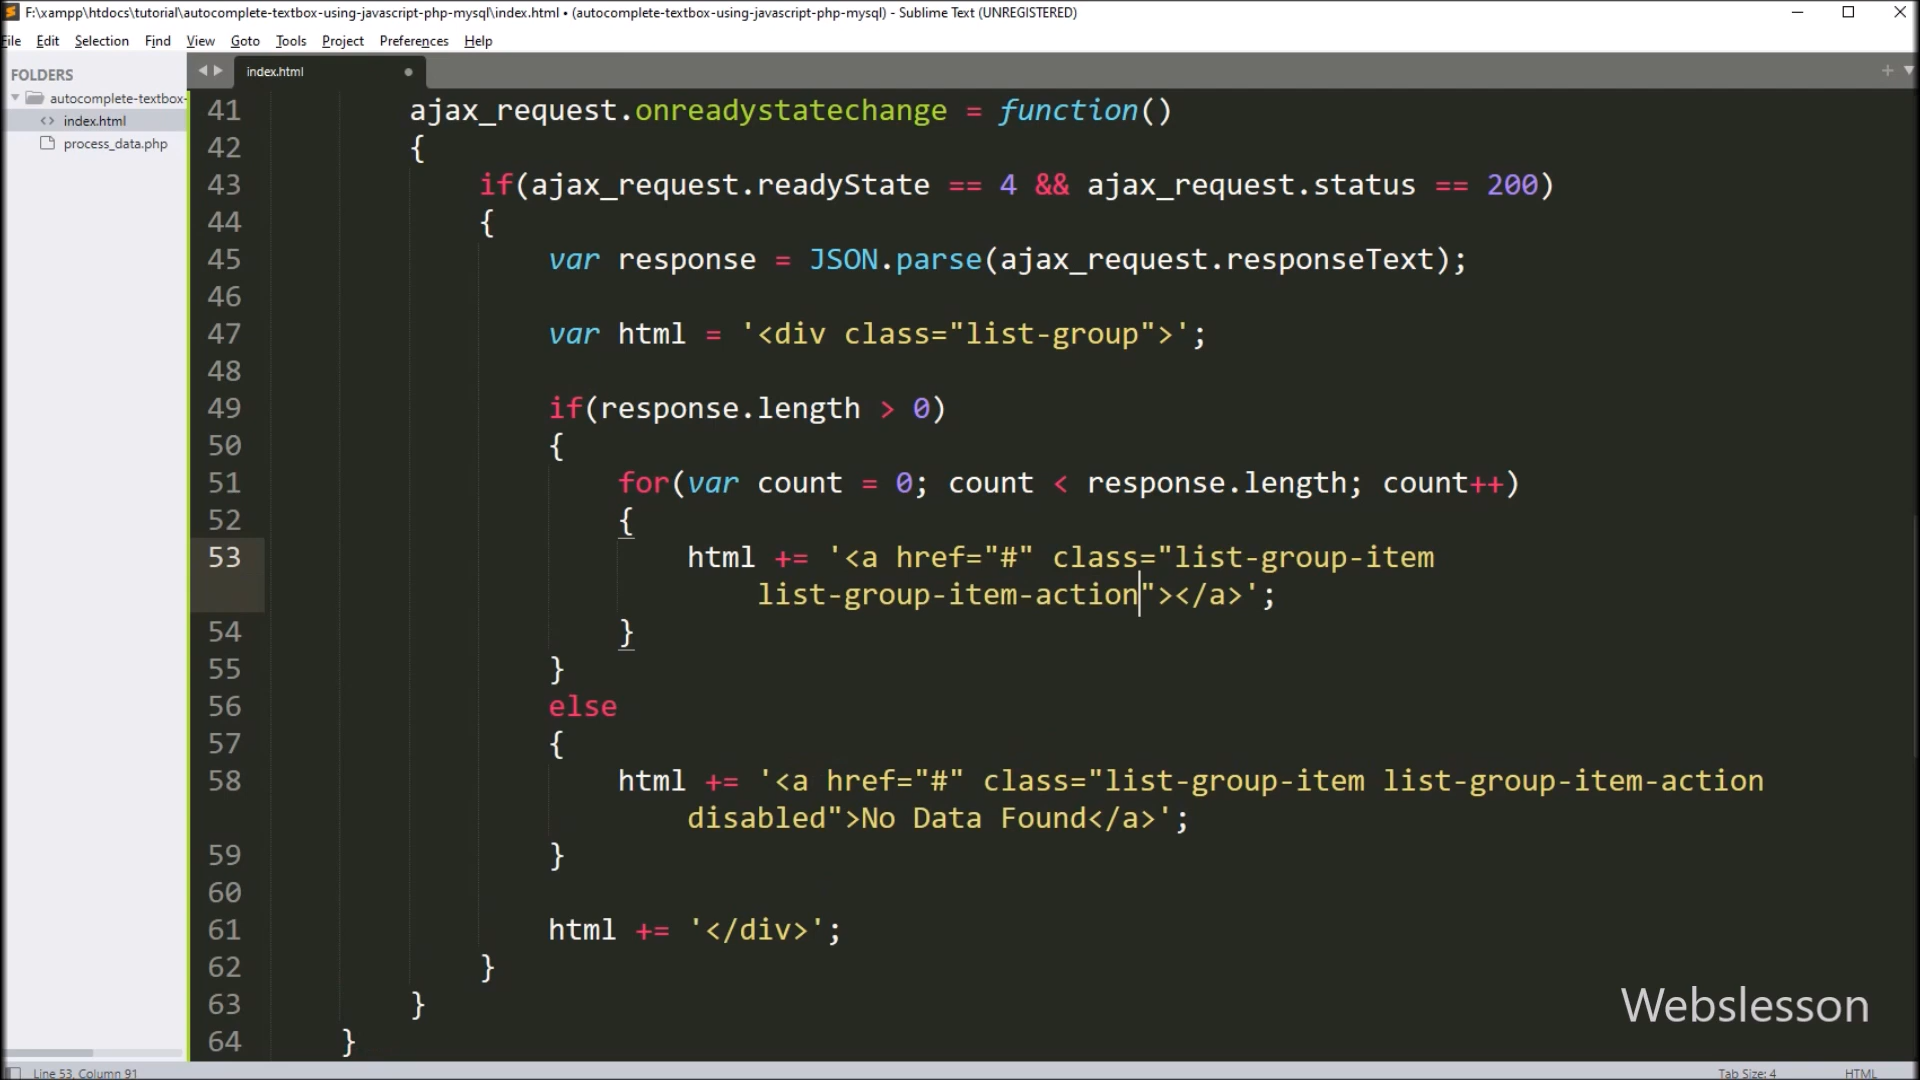 F:\xampp\htdocs\tutorial\autocomplete-textbox-using-javascript-php-mysql\index.html • (autocomplete-textbox-using-javascript-php-mysql) - Sublime Text (UNREGISTERED)
File Edit Selection Find View Goto Tools Project Preferences Help
FOLDERS
autocomplete-textbox-
index.html
process_data.php
index.html
41 ajax_request.onreadystatechange = function()
42 {
43 if(ajax_request.readyState == 4 && ajax_request.status == 200)
44 {
45 var response = JSON.parse(ajax_request.responseText);
46
47 var html = '<div class="list-group">';
48
49 if(response.length > 0)
50 {
51 for(var count = 0; count < response.length; count++)
52 {
53 html += '<a href="#" class="list-group-item
list-group-item-action"></a>';
54 }
55 }
56 else
57 {
58 html += '<a href="#" class="list-group-item list-group-item-action
disabled">No Data Found</a>';
59 }
60
61 html += '</div>';
62 }
63 }
64 }
Webslesson
Line 53, Column 91 Tab Size: 4 HTML